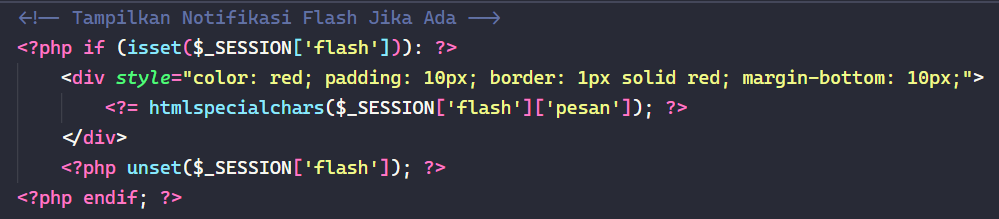 <!-- Tampilkan Notifikasi Flash Jika Ada -->
<?php if (isset($_SESSION['flash'])): ?>
<div style="color: red; padding: 10px; border: 1px solid red; margin-bottom: 10px;">
<?= htmlspecialchars($_SESSION['flash']['pesan']); ?>
</div>
<?php unset($_SESSION['flash']); ?>
<?php endif; ?>